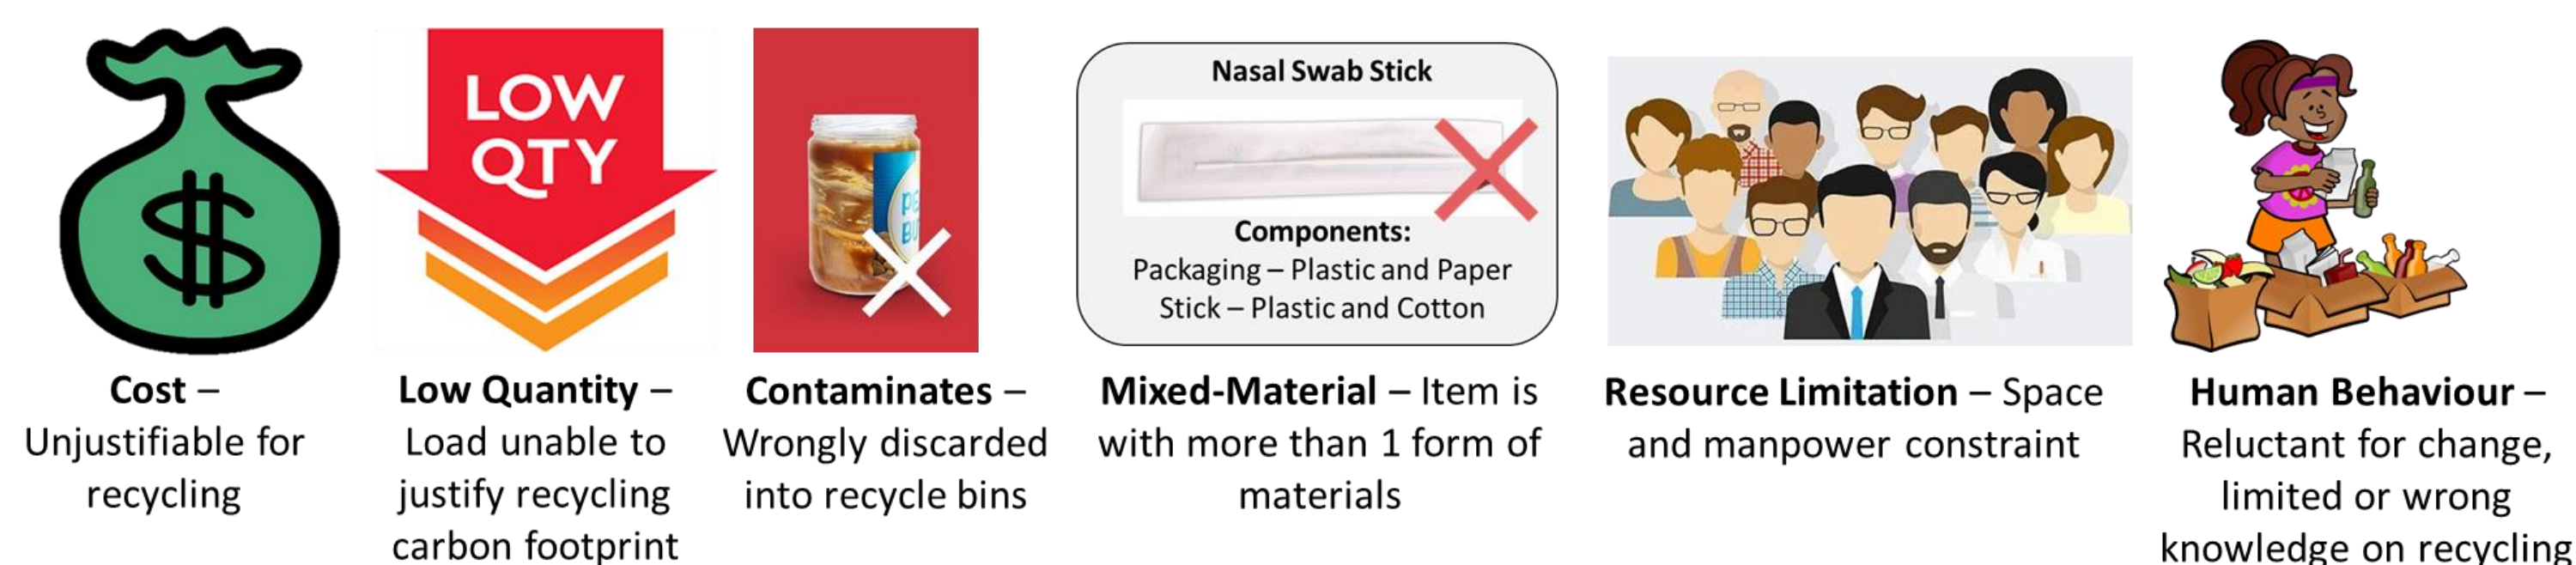 LOW
QTY
PE
BU
Nasal Swab Stick
Components:
Packaging – Plastic and Paper
Stick – Plastic and Cotton
Cost –
Unjustifiable for
recycling
Low Quantity –
Load unable to
justify recycling
carbon footprint
Contaminates –
Wrongly discarded
into recycle bins
Mixed-Material – Item is
with more than 1 form of
materials
Resource Limitation – Space
and manpower constraint
Human Behaviour –
Reluctant for change,
limited or wrong
knowledge on recycling